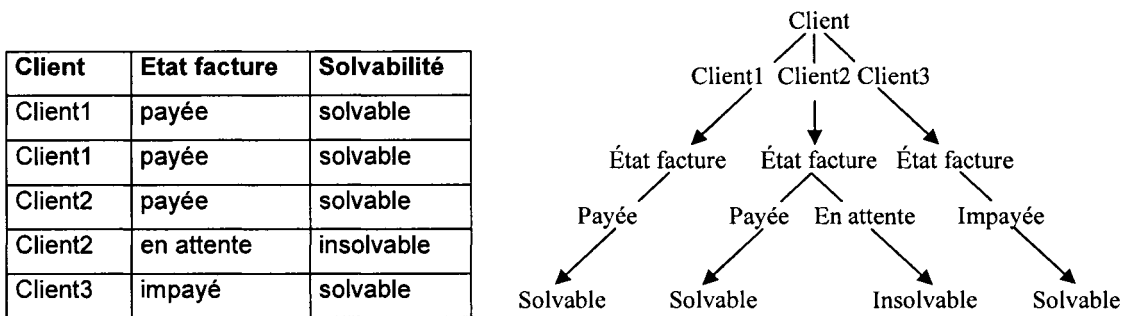 Client Etat facture Solvabilité
Client1 payée solvable
Client1 payée solvable
Client2 payée solvable
Client2 en attente insolvable
Client3 impayé solvable
Client
Client1 Client2 Client3
État facture État facture État facture
Payée Payée En attente Impayée
Solvable Solvable Insolvable Solvable